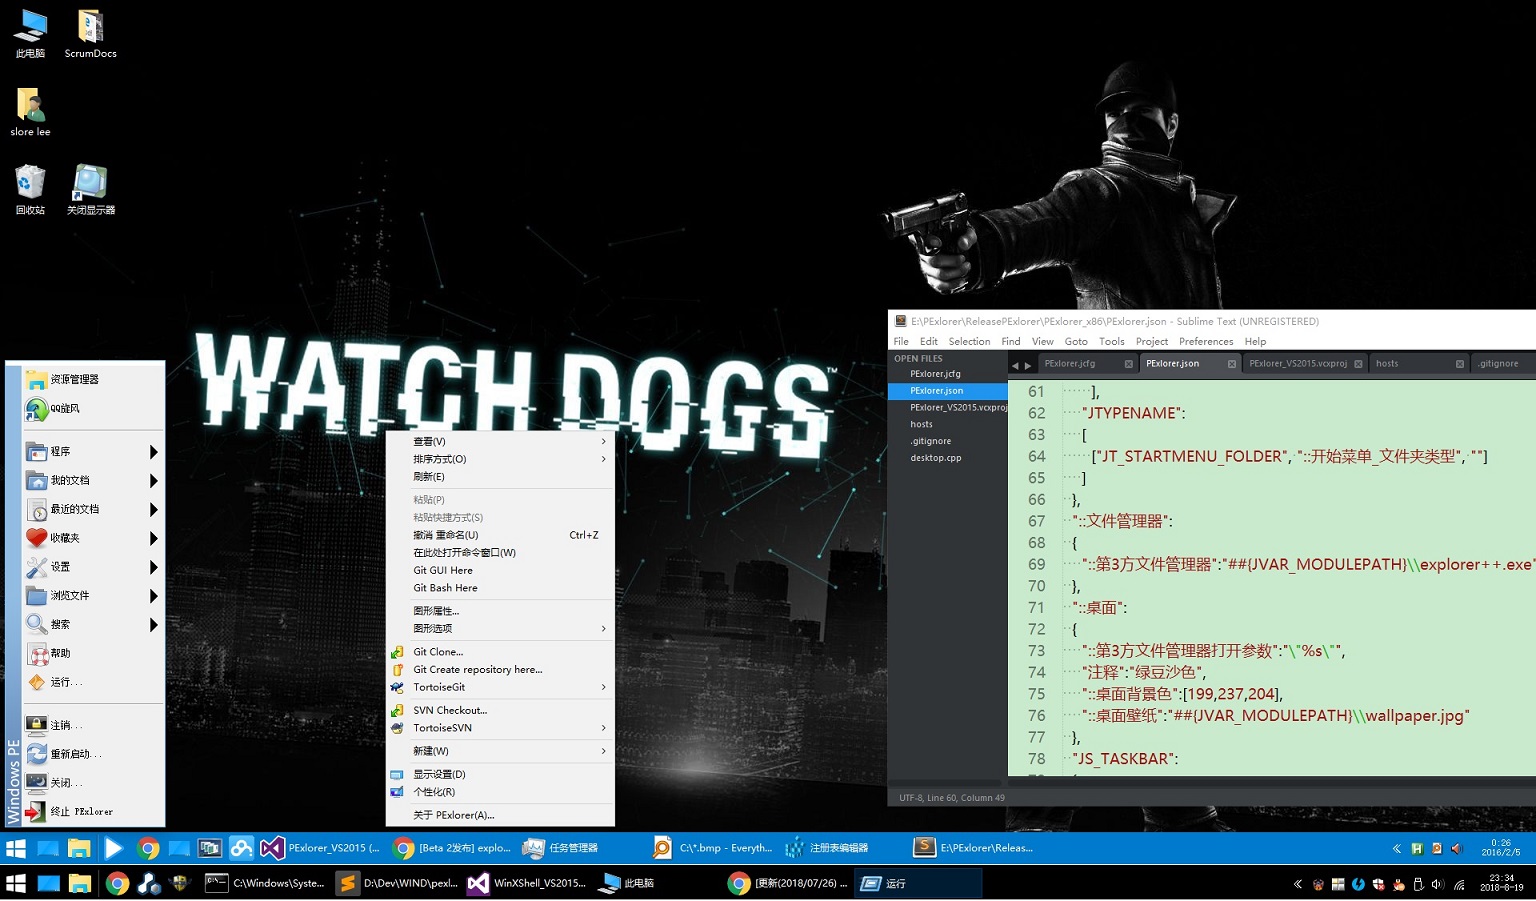 此电脑
ScrumDocs
slore lee
回收站
关闭显示器
WATCH DOGS™
资源管理器
QQ旋风
程序
我的文档
最近的文档
收藏夹
设置
浏览文件
搜索
帮助
运行...
注销...
重新启动...
关闭...
终止 PExlorer
Windows PE
查看(V)
排序方式(O)
刷新(E)
粘贴(P)
粘贴快捷方式(S)
撤消 重命名(U) Ctrl+Z
在此处打开命令窗口(W)
Git GUI Here
Git Bash Here
图形属性...
图形选项
Git Clone...
Git Create repository here...
TortoiseGit
SVN Checkout...
TortoiseSVN
新建(W)
显示设置(D)
个性化(R)
关于 PExlorer(A)...
E:\PExlorer\ReleasePExlorer\PExlorer_x86\PExlorer.json - Sublime Text (UNREGISTERED)
File Edit Selection Find View Goto Tools Project Preferences Help
OPEN FILES
PExlorer.jcfg
PExlorer.json
PExlorer_VS2015.vcxproj
hosts
.gitignore
desktop.cpp
PExlorer.jcfg PExlorer.json PExlorer_VS2015.vcxproj hosts .gitignore
61 ],
62 "JTYPENAME":
63 [
64 ["JT_STARTMENU_FOLDER", "::开始菜单_文件夹类型", ""]
65 ]
66 },
67 "::文件管理器":
68 {
69 "::第3方文件管理器":"##{JVAR_MODULEPATH}\\explorer++.exe"
70 },
71 "::桌面":
72 {
73 "::第3方文件管理器打开参数":"\"%s\"",
74 "注释":"绿豆沙色",
75 "::桌面背景色":[199,237,204],
76 "::桌面壁纸":"##{JVAR_MODULEPATH}\\wallpaper.jpg"
77 },
78 "JS_TASKBAR":
UTF-8, Line 60, Column 49
PExlorer_VS2015 (... [Beta 2发布] explo... 任务管理器 C:\*.bmp - Everyth... 注册表编辑器 E:\PExlorer\Releas... 0:26
2016/2/5
C:\Windows\Syste... D:\Dev\WIND\pexl... WinXShell_VS2015... 此电脑 [更新(2018/07/26) ... 运行 23:34
2018-8-19